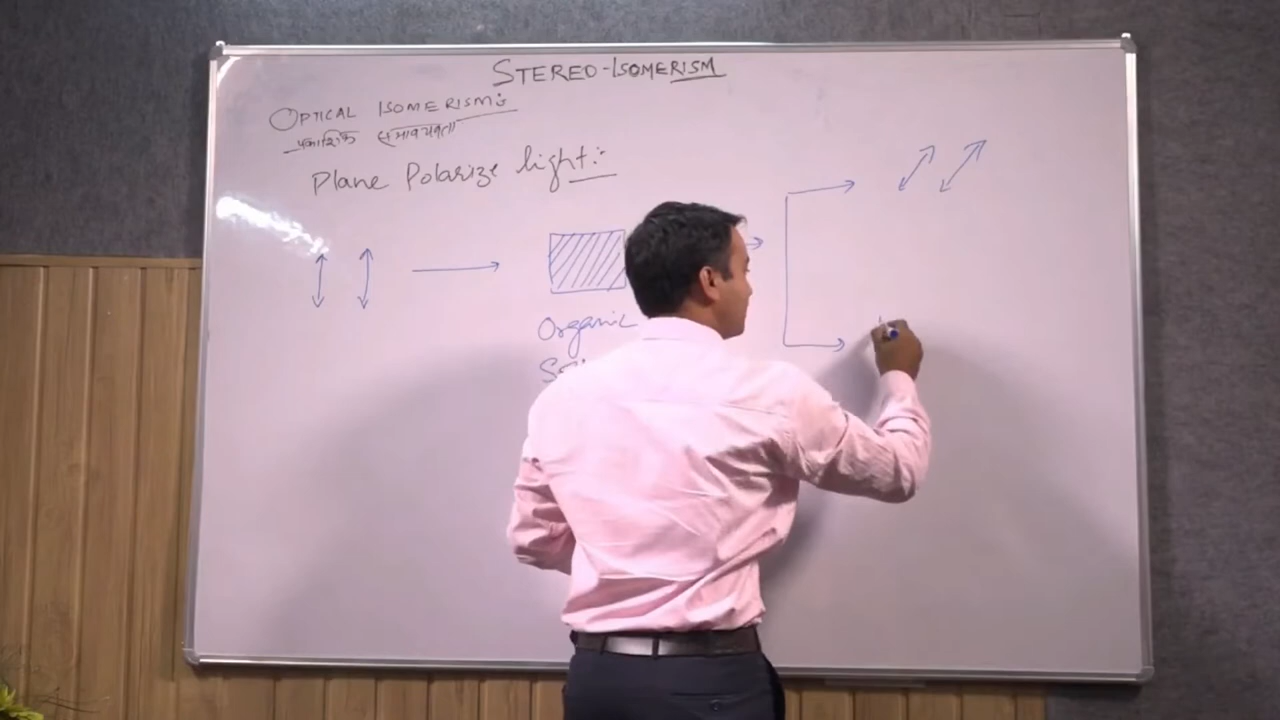 STEREO-ISOMERISM
OPTICAL ISOMERISM:
प्रकाशिक समावयवता
Plane Polarize light:-
Organic